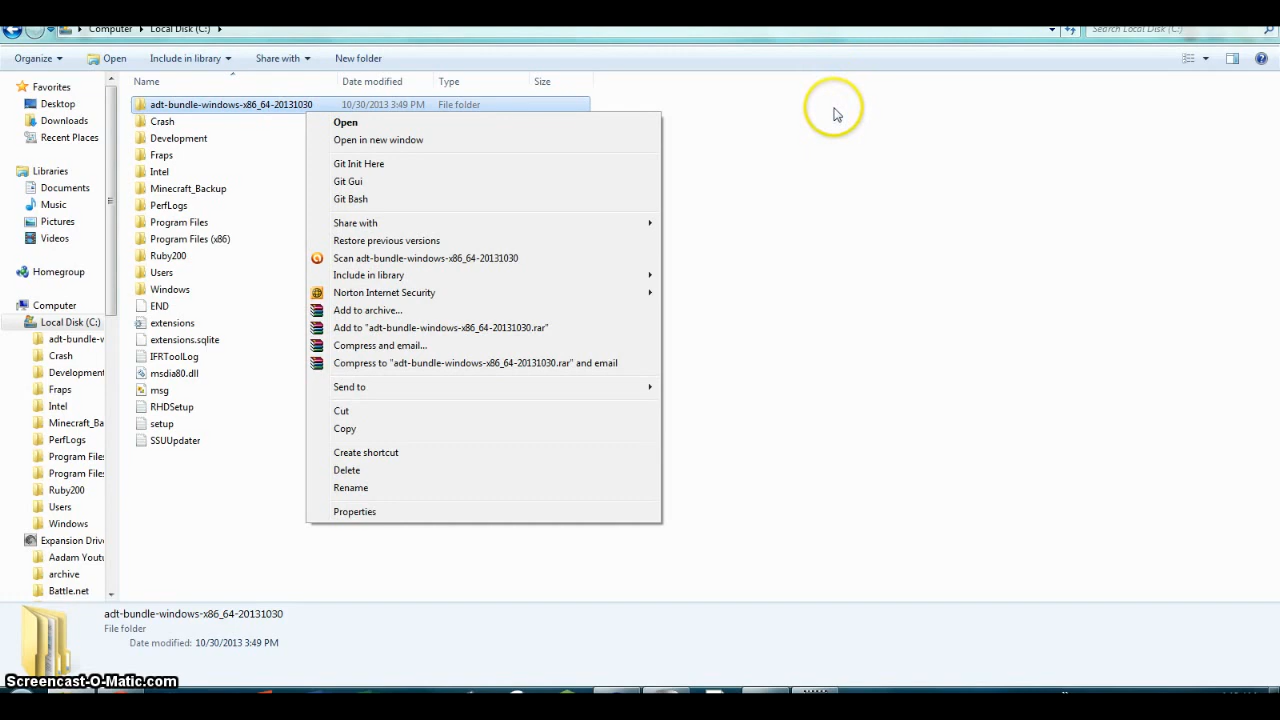 Computer
Local Disk (C:)
Search Local Disk (C:)
Organize
Open
Include in library
Share with
New folder
Name
Date modified
Type
Size
Favorites
Desktop
Downloads
Recent Places
Libraries
Documents
Music
Pictures
Videos
Homegroup
Computer
Local Disk (C:)
adt-bundle-w
Crash
Development
Fraps
Intel
Minecraft_Backup
PerfLogs
Program Files
Program Files
Ruby200
Users
Windows
Expansion Drive
Aadam Youtu
archive
Battle.net
adt-bundle-windows-x86_64-20131030
10/30/2013 3:49 PM
File folder
Crash
Development
Fraps
Intel
Minecraft_Backup
PerfLogs
Program Files
Program Files (x86)
Ruby200
Users
Windows
END
extensions
extensions.sqlite
IFRToolLog
msdia80.dll
msg
RHDSetup
setup
SSUUpdater
Open
Open in new window
Git Init Here
Git Gui
Git Bash
Share with
Restore previous versions
Scan adt-bundle-windows-x86_64-20131030
Include in library
Norton Internet Security
Add to archive...
Add to "adt-bundle-windows-x86_64-20131030.rar"
Compress and email...
Compress to "adt-bundle-windows-x86_64-20131030.rar" and email
Send to
Cut
Copy
Create shortcut
Delete
Rename
Properties
adt-bundle-windows-x86_64-20131030
File folder
Date modified: 10/30/2013 3:49 PM
Screencast-O-Matic.com